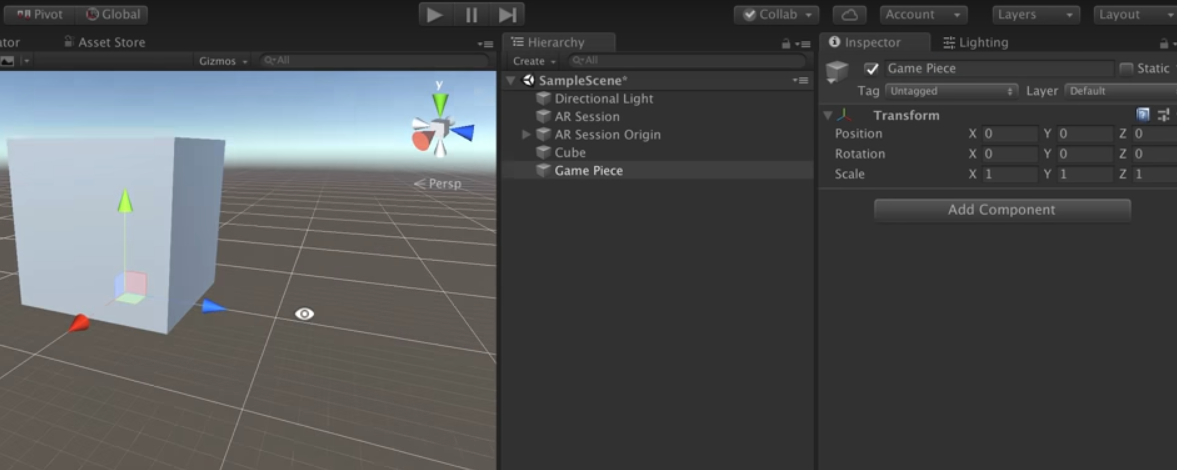 Pivot Global Collab Account Layers Layout
ator Asset Store Hierarchy Inspector Lighting
Gizmos All Create All Game Piece Static
SampleScene* Tag Untagged Layer Default
Directional Light
AR Session Transform
AR Session Origin Position X 0 Y 0 Z 0
Cube Rotation X 0 Y 0 Z 0
Game Piece Scale X 1 Y 1 Z 1
y
Persp
Add Component